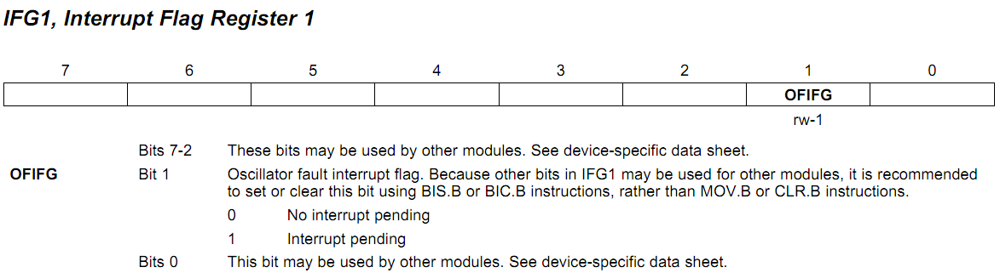 IFG1, Interrupt Flag Register 1
7 6 5 4 3 2 1 0
OFIFG
rw-1
Bits 7-2 These bits may be used by other modules. See device-specific data sheet.
OFIFG Bit 1 Oscillator fault interrupt flag. Because other bits in IFG1 may be used for other modules, it is recommended
to set or clear this bit using BIS.B or BIC.B instructions, rather than MOV.B or CLR.B instructions.
0 No interrupt pending
1 Interrupt pending
Bits 0 This bit may be used by other modules. See device-specific data sheet.